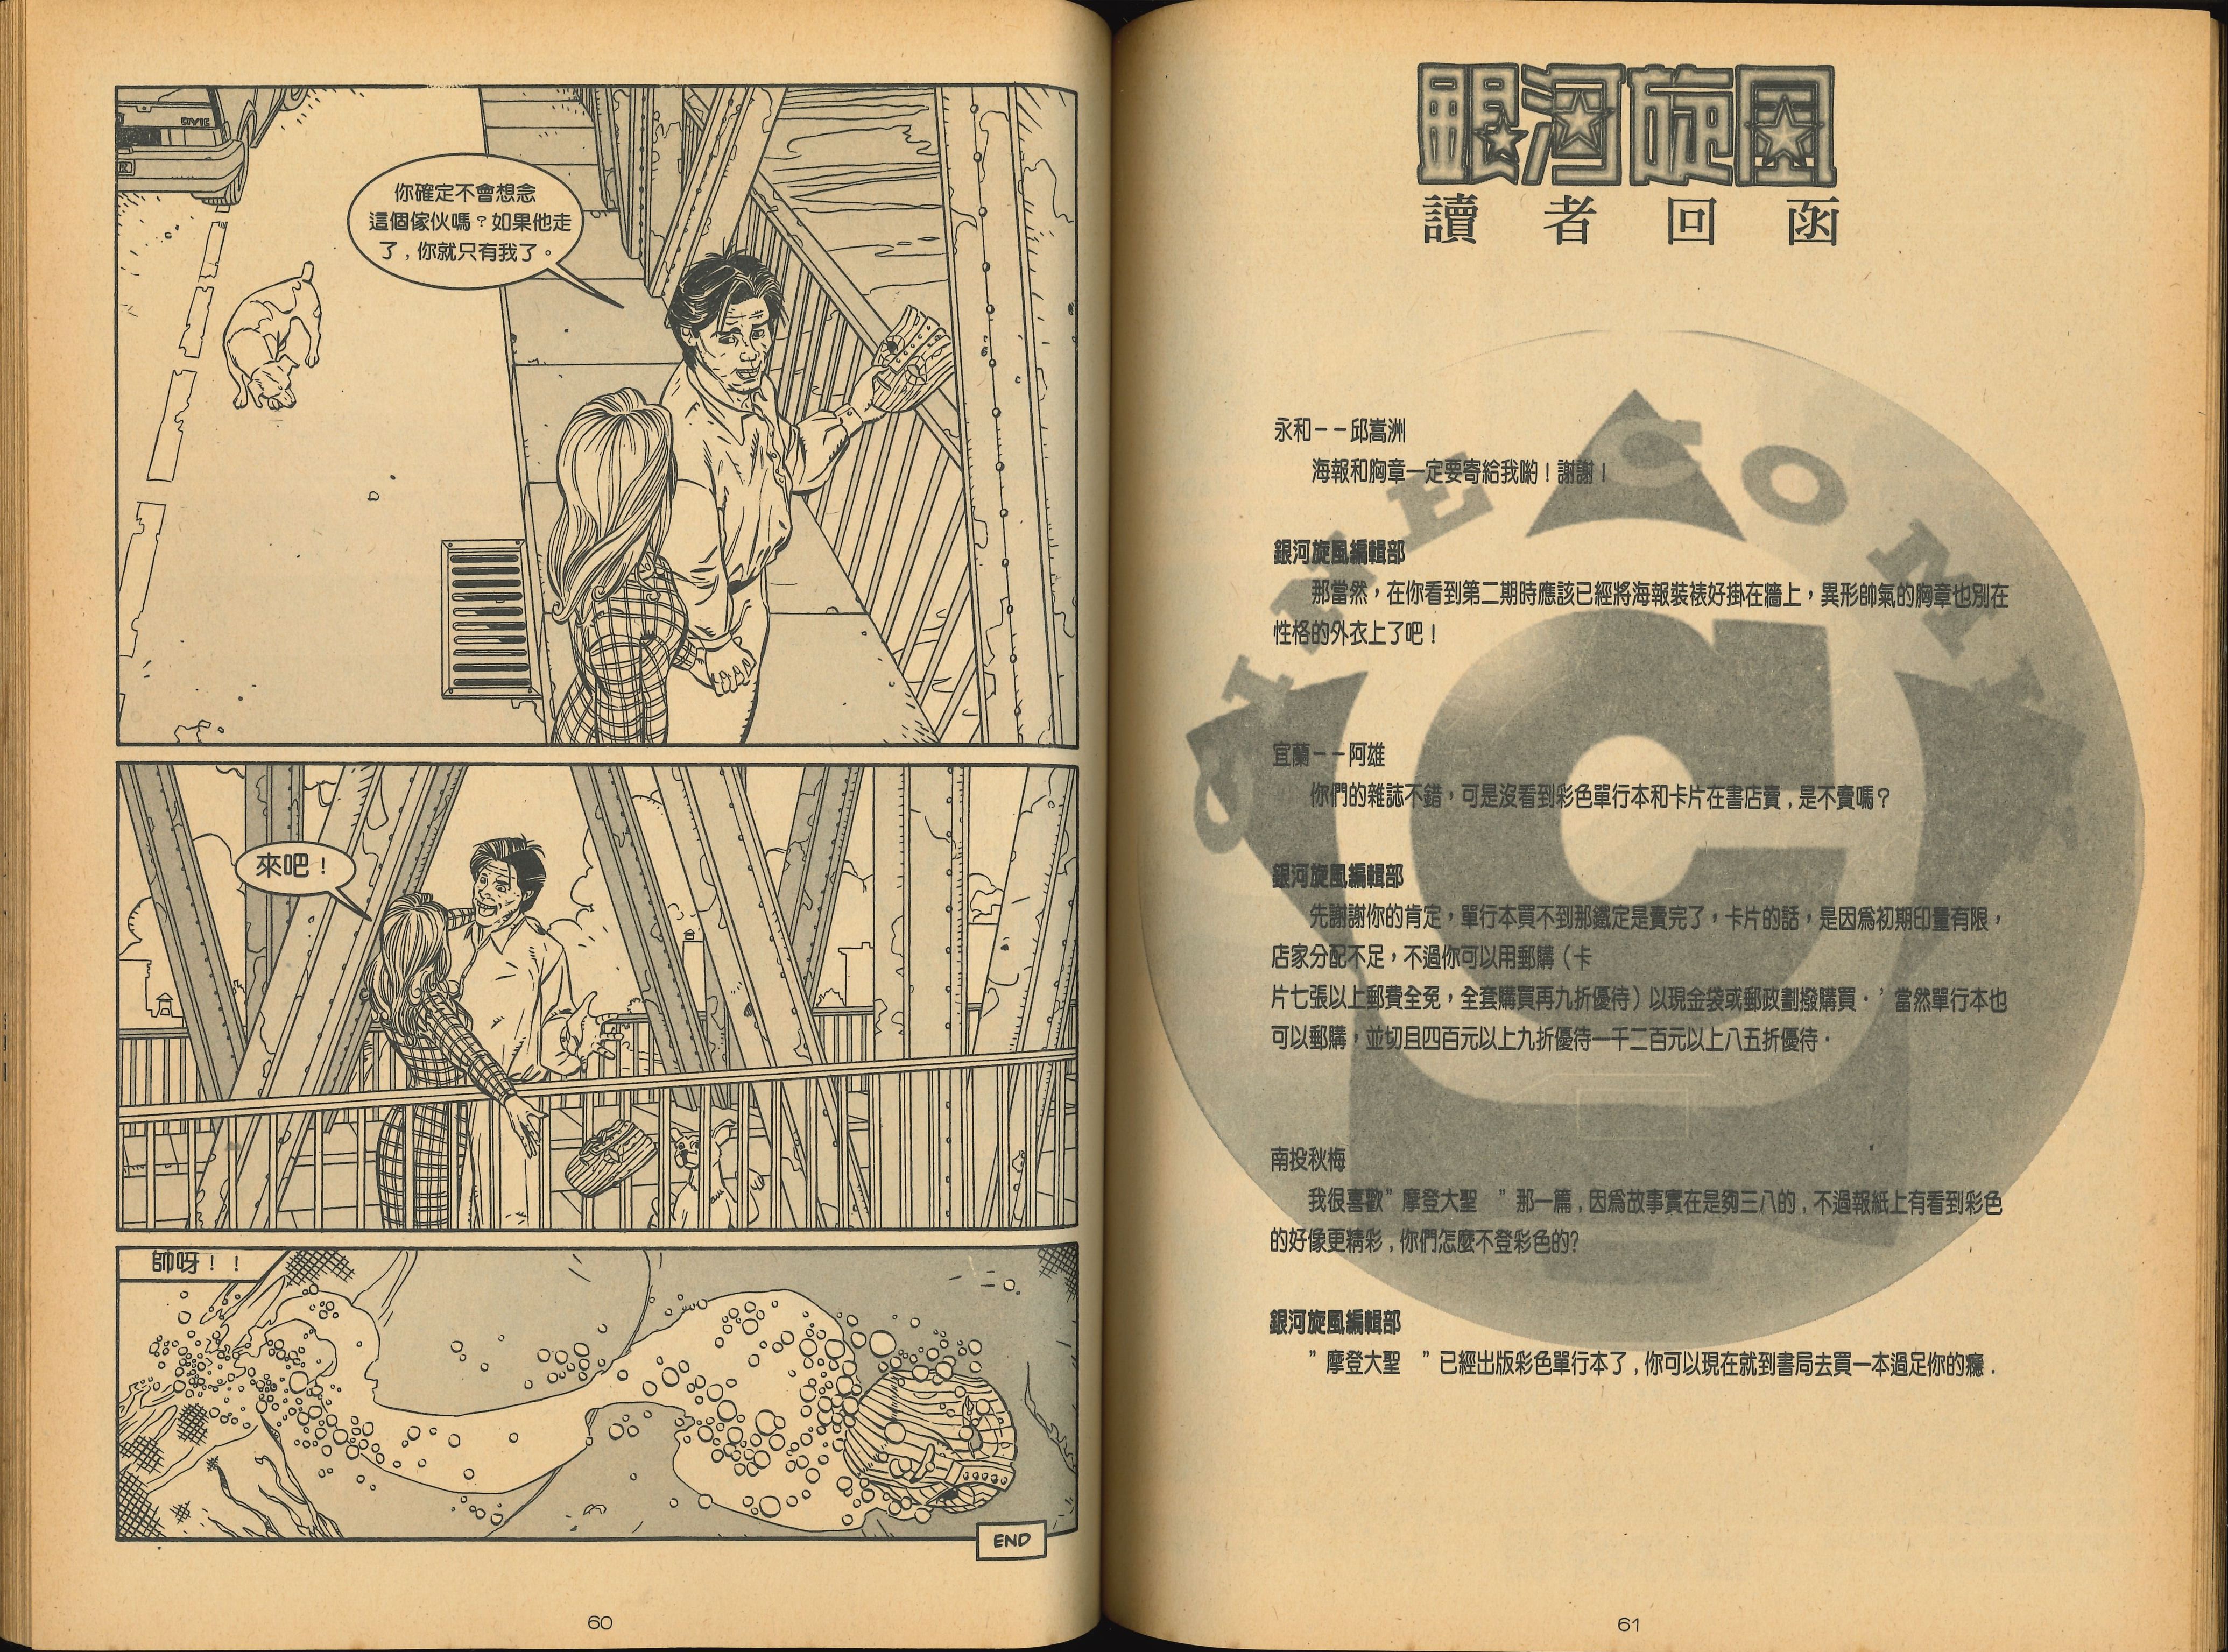 CIVIC
你確定不會想念
這個傢伙嗎？如果他走
了，你就只有我了。
來吧！
帥呀！！
END
60
銀河旋風
讀者回函
CINE COMI
永和－－邱嵩洲
海報和胸章一定要寄給我喲！謝謝！
銀河旋風編輯部
那當然，在你看到第二期時應該已經將海報裝裱好掛在牆上，異形帥氣的胸章也別在
性格的外衣上了吧！
宜蘭－－阿雄
你們的雜誌不錯，可是沒看到彩色單行本和卡片在書店賣，是不賣嗎？
銀河旋風編輯部
先謝謝你的肯定，單行本買不到那鐵定是賣完了，卡片的話，是因為初期印量有限，
店家分配不足，不過你可以用郵購（卡
片七張以上郵費全免，全套購買再九折優待）以現金袋或郵政劃撥購買．’當然單行本也
可以郵購，並切且四百元以上九折優待一千二百元以上八五折優待．
南投秋梅
我很喜歡”摩登大聖　”那一篇，因為故事實在是夠三八的，不過報紙上有看到彩色
的好像更精彩，你們怎麼不登彩色的?
銀河旋風編輯部
”摩登大聖　”已經出版彩色單行本了，你可以現在就到書局去買一本過足你的癮．
61